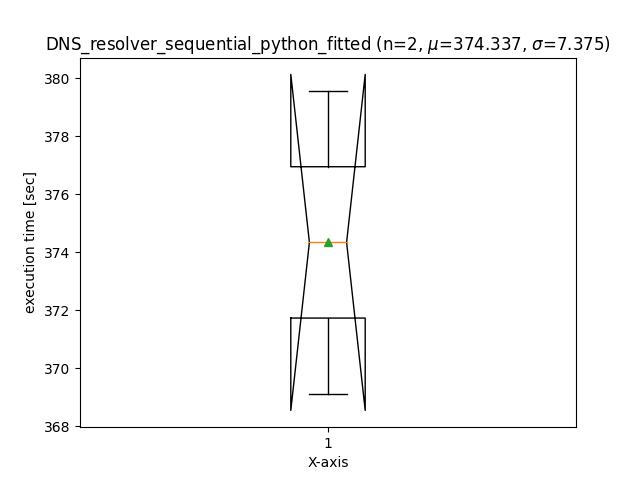 DNS_resolver_sequential_python_fitted (n=2, μ=374.337, σ=7.375)
380
378
376
374
372
370
368
execution time [sec]
1
X-axis